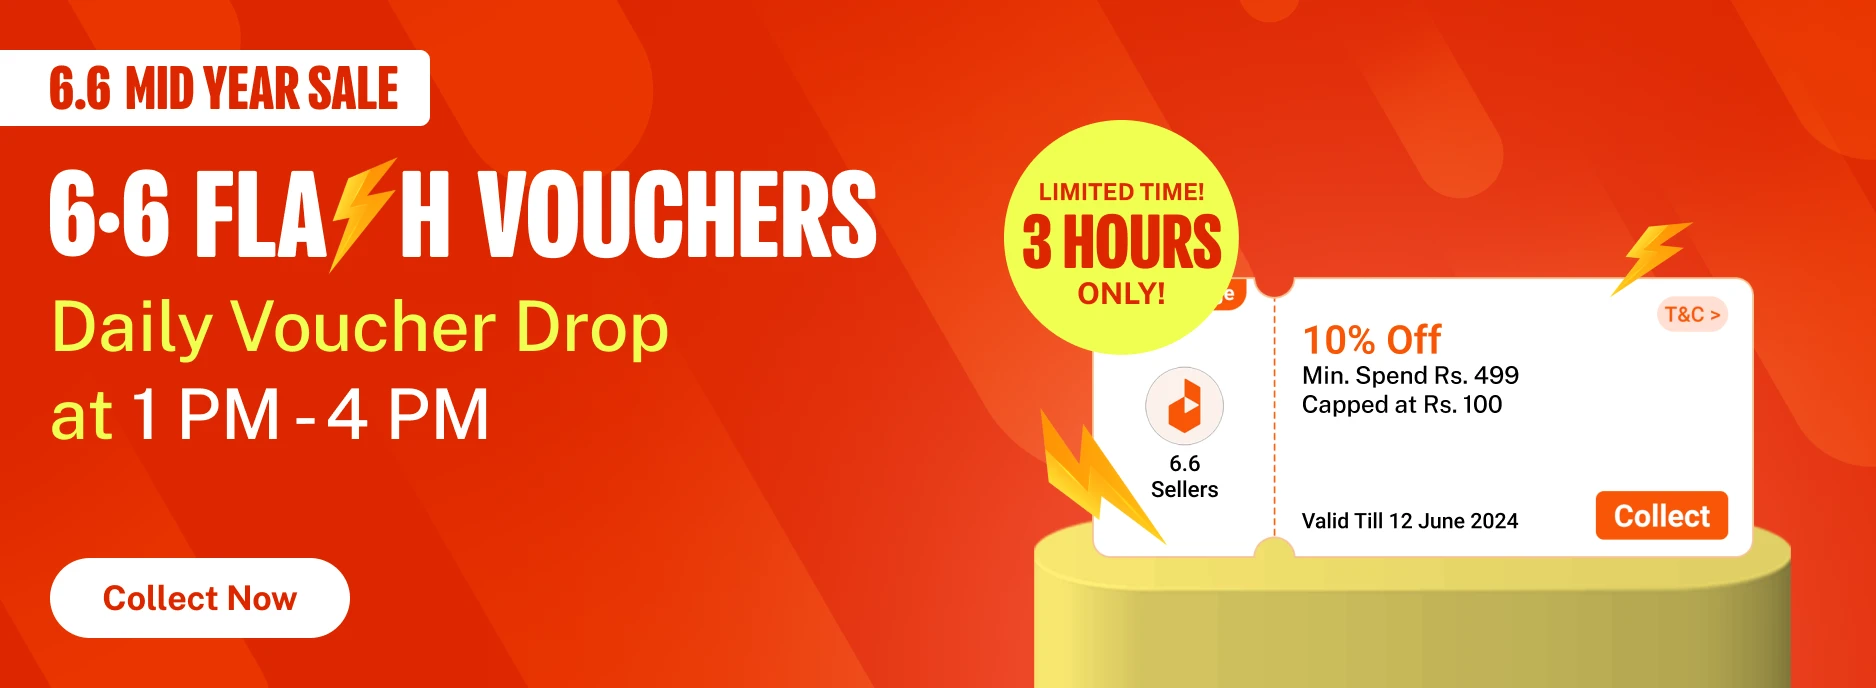 6.6 MID YEAR SALE
6•6 FLASH VOUCHERS
Daily Voucher Drop
at 1 PM - 4 PM
Collect Now
LIMITED TIME!
3 HOURS
ONLY!
6.6
Sellers
T&C >
10% Off
Min. Spend Rs. 499
Capped at Rs. 100
Valid Till 12 June 2024
Collect